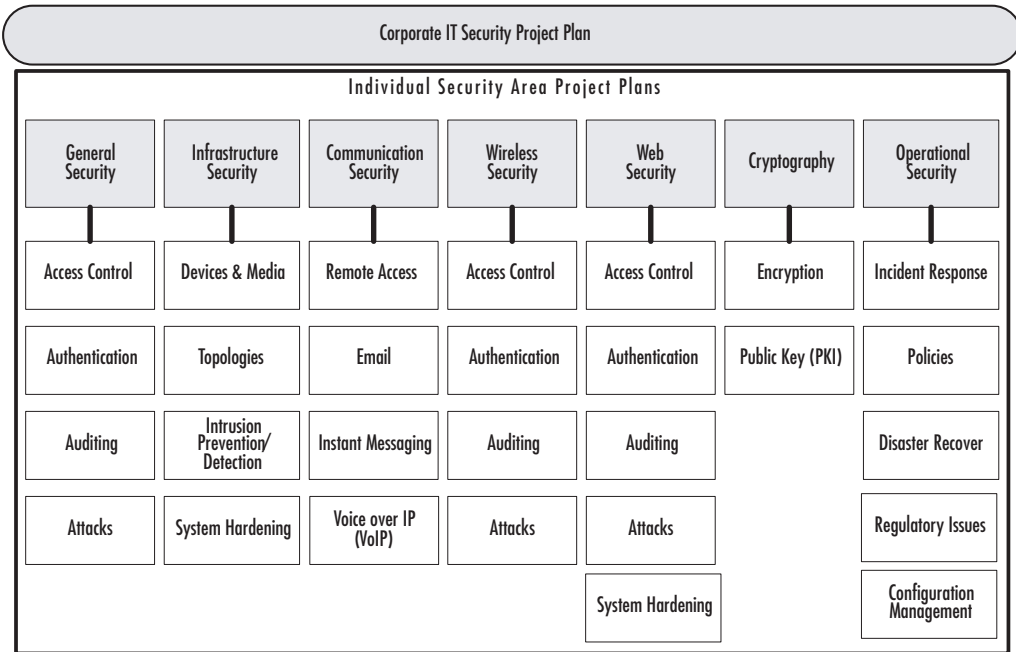 Corporate IT Security Project Plan
Individual Security Area Project Plans
General
Security
Infrastructure
Security
Communication
Security
Wireless
Security
Web
Security
Cryptography
Operational
Security
Access Control
Devices & Media
Remote Access
Access Control
Access Control
Encryption
Incident Response
Authentication
Topologies
Email
Authentication
Authentication
Public Key (PKI)
Policies
Auditing
Intrusion
Prevention/
Detection
Instant Messaging
Auditing
Auditing
Disaster Recover
Attacks
System Hardening
Voice over IP
(VoIP)
Attacks
Attacks
Regulatory Issues
System Hardening
Configuration
Management